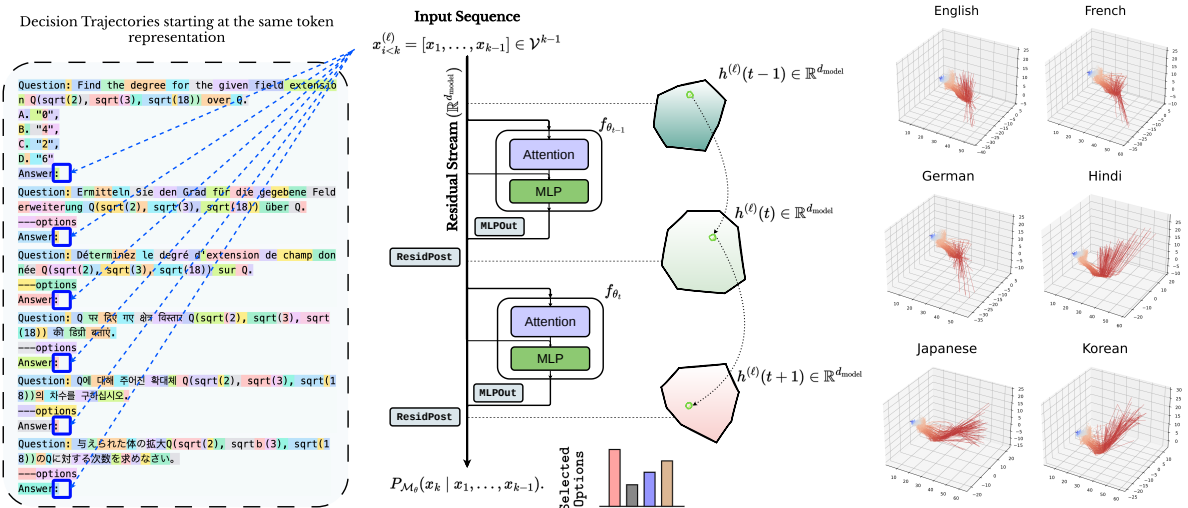 Decision Trajectories starting at the same token
representation
Question: Find the degree for the given field extensio
n Q(sqrt(2), sqrt(3), sqrt(18)) over Q.
A. "0",
B. "4",
C. "2",
D. "6"
Answer:
Question: Ermitteln Sie den Grad für die gegebene Feld
erweiterung Q(sqrt(2), sqrt(3), sqrt(18)) über Q.
---options
Answer:
Question: Déterminez le degré d'extension de champ don
née Q(sqrt(2), sqrt(3), sqrt(18)) sur Q.
---options
Answer:
Question: Q पर दिए गए क्षेत्र विस्तार Q(sqrt(2), sqrt(3), sqrt
(18)) की डिग्री बताएं.
---options
Answer:
Question: Q에 대해 주어진 확대체 Q(sqrt(2), sqrt(3), sqrt(1
8))의 차수를 구하십시오.
---options
Answer:
Question: 与えられた体の拡大Q(sqrt(2), sqrtb(3), sqrt(1
8))のQに対する次数を求めなさい。
---options
Answer:
Input Sequence
x^{(ℓ)}_{i<k} = [x_1, . . . , x_{k−1}] ∈ V^{k−1}
Residual Stream (ℝ^{d_model})
f_{θ_{t-1}}
Attention
MLP
MLPOut
ResidPost
f_{θ_t}
Attention
MLP
MLPOut
ResidPost
P_{M_θ}(x_k | x_1, . . . , x_{k−1}).
h^{(ℓ)}(t − 1) ∈ ℝ^{d_model}
h^{(ℓ)}(t) ∈ ℝ^{d_model}
h^{(ℓ)}(t + 1) ∈ ℝ^{d_model}
Selected
Options
English
French
German
Hindi
Japanese
Korean